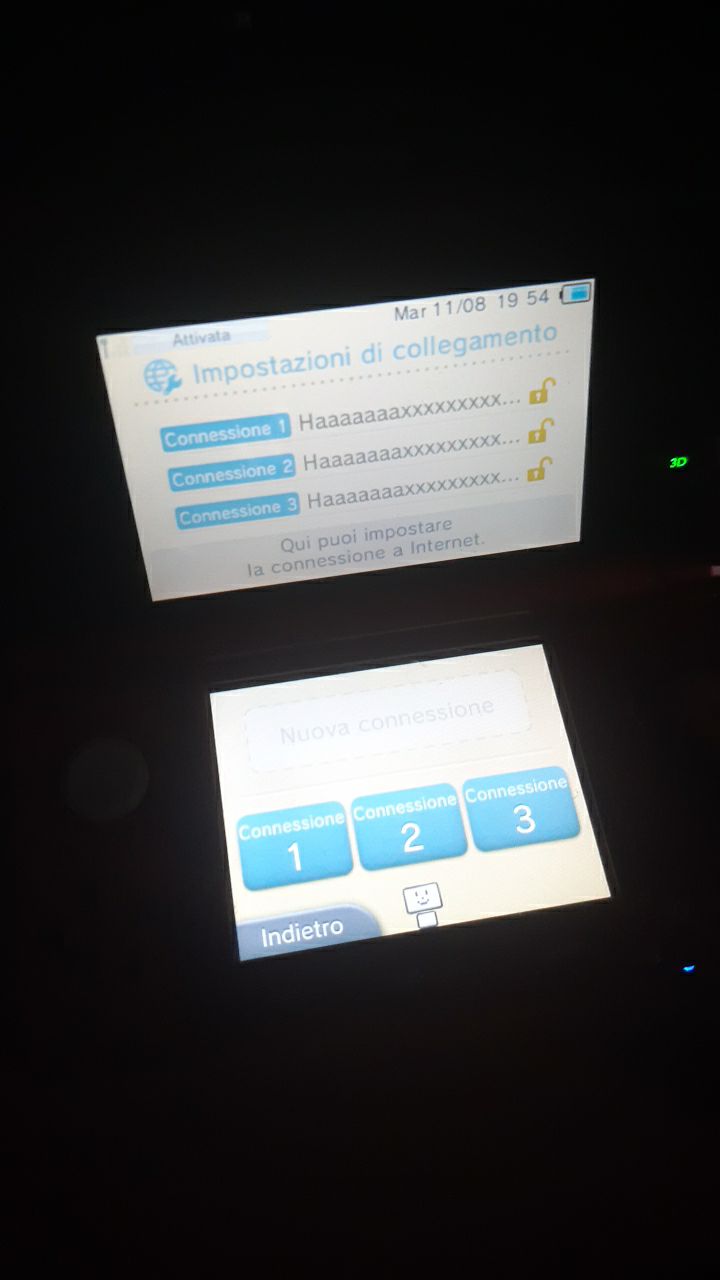 Attivata
Mar 11/08 19 54
Impostazioni di collegamento
Connessione 1 Haaaaaaaxxxxxxxxx...
Connessione 2 Haaaaaaaxxxxxxxxx...
Connessione 3 Haaaaaaaxxxxxxxxx...
Qui puoi impostare
la connessione a Internet.
3D
Nuova connessione
Connessione 1
Connessione 2
Connessione 3
Indietro